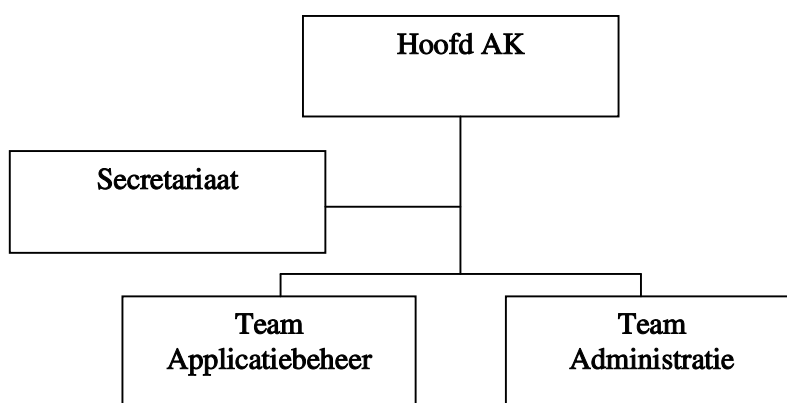 Hoofd AK
Secretariaat
Team
Applicatiebeheer
Team
Administratie